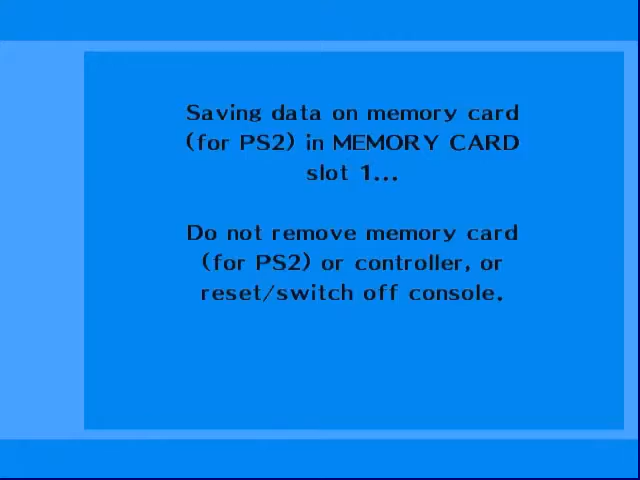 Saving data on memory card
(for PS2) in MEMORY CARD
slot 1...
Do not remove memory card
(for PS2) or controller, or
reset/switch off console.